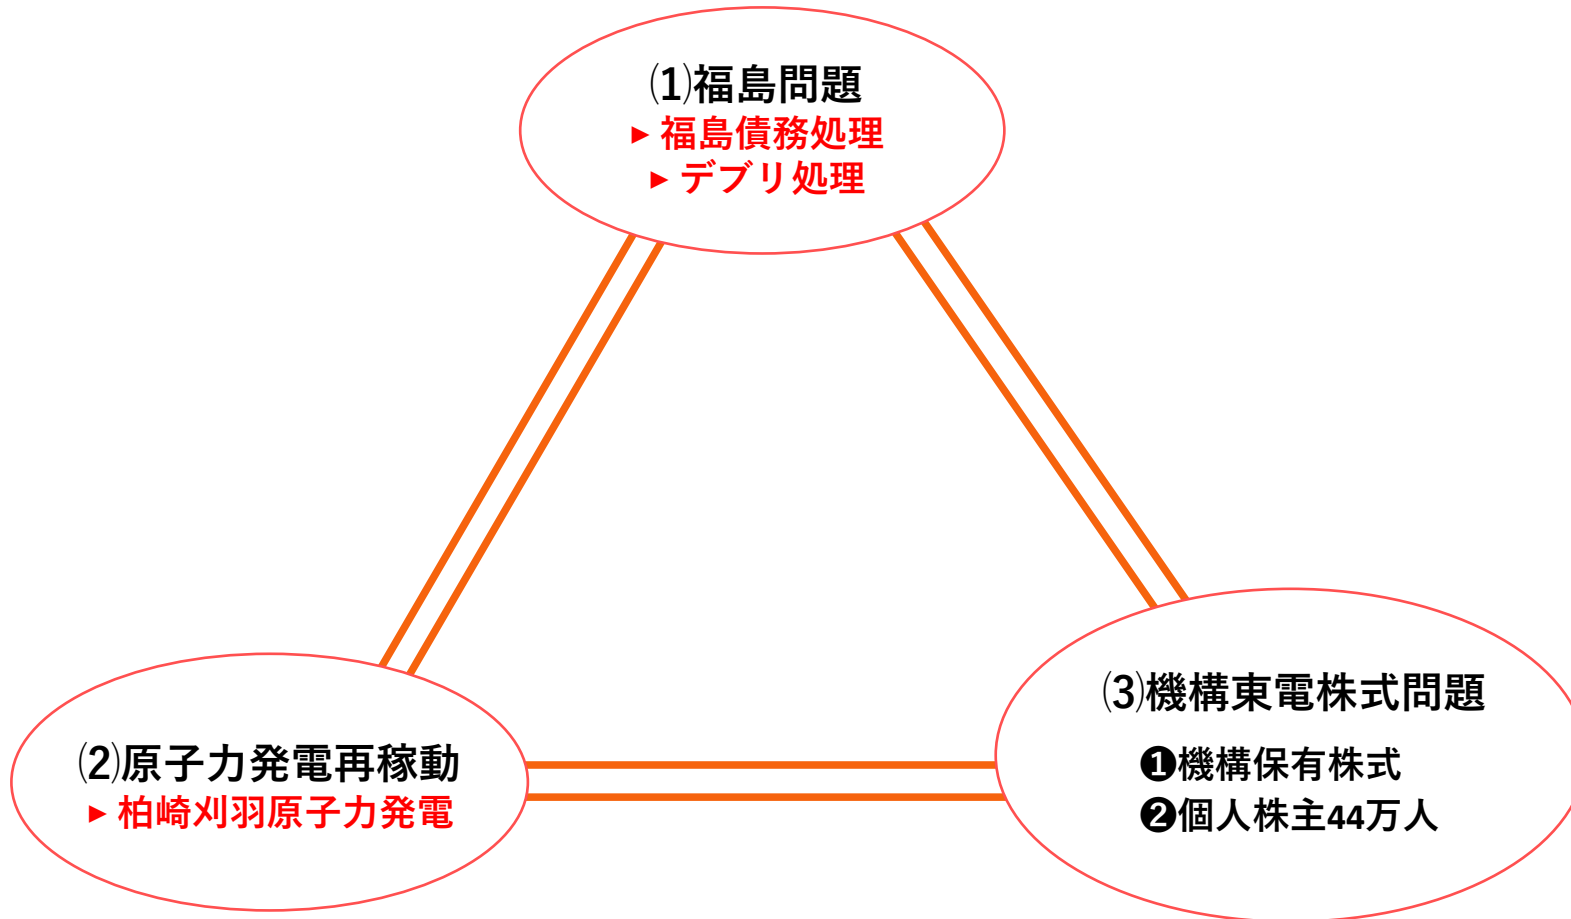 (1)福島問題
▸ 福島債務処理
▸ デブリ処理
(2)原子力発電再稼動
▸ 柏崎刈羽原子力発電
(3)機構東電株式問題
❶機構保有株式
❷個人株主44万人